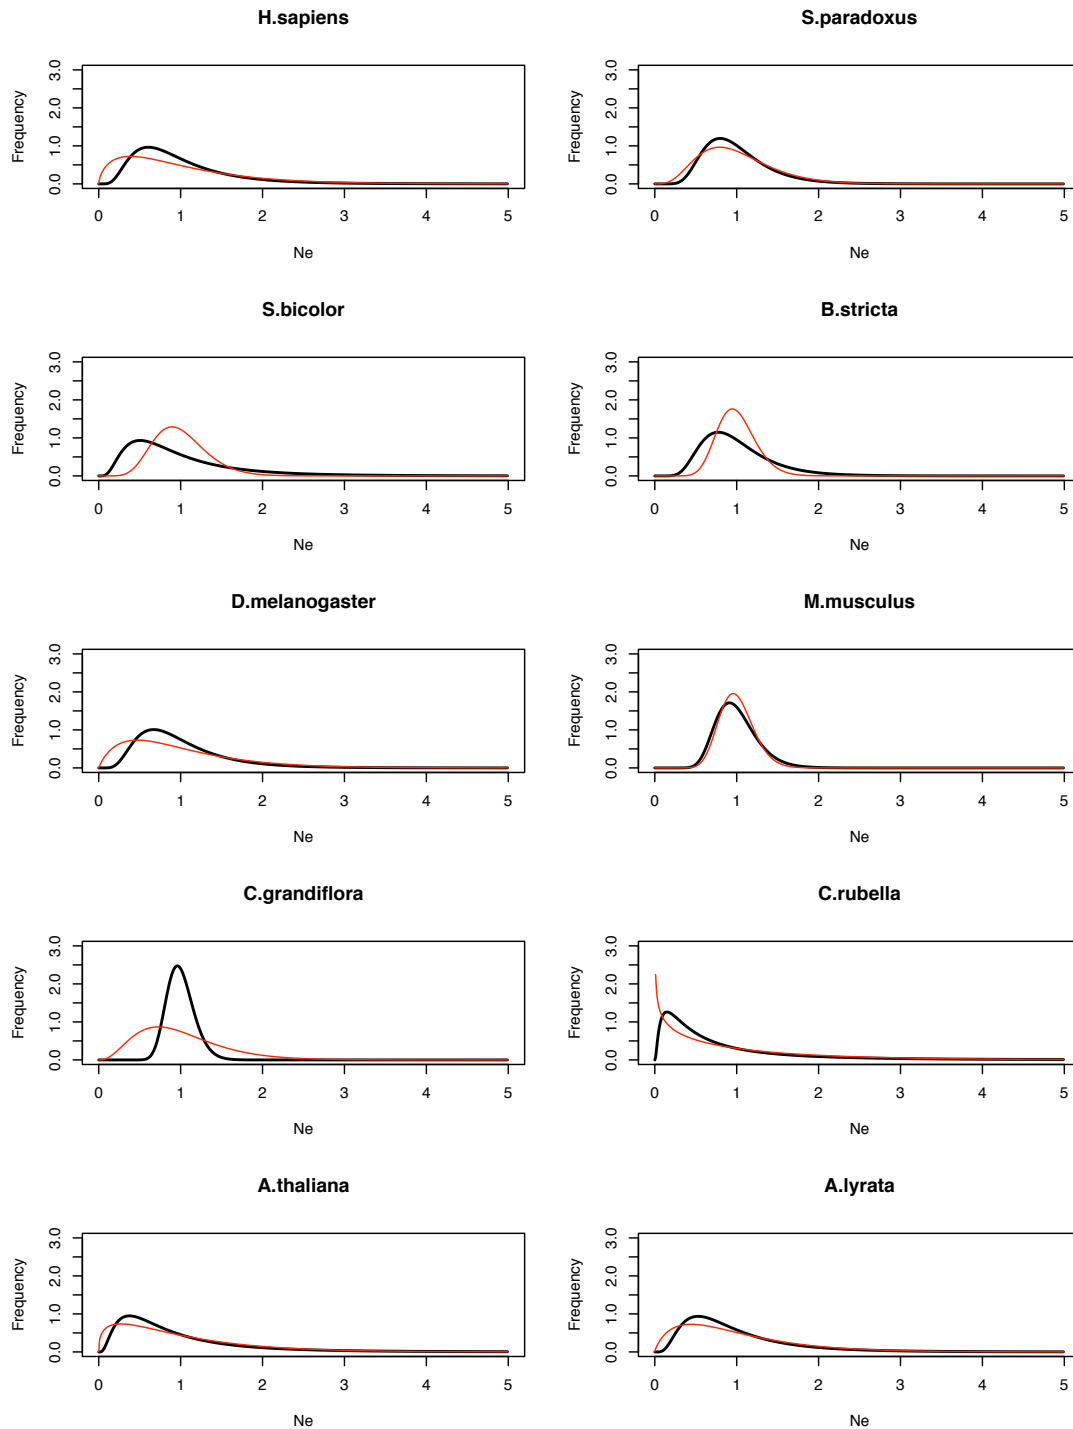 H.sapiens
Frequency
0.0 1.0 2.0 3.0
0 1 2 3 4 5
Ne
S.paradoxus
Frequency
0.0 1.0 2.0 3.0
0 1 2 3 4 5
Ne
S.bicolor
Frequency
0.0 1.0 2.0 3.0
0 1 2 3 4 5
Ne
B.stricta
Frequency
0.0 1.0 2.0 3.0
0 1 2 3 4 5
Ne
D.melanogaster
Frequency
0.0 1.0 2.0 3.0
0 1 2 3 4 5
Ne
M.musculus
Frequency
0.0 1.0 2.0 3.0
0 1 2 3 4 5
Ne
C.grandiflora
Frequency
0.0 1.0 2.0 3.0
0 1 2 3 4 5
Ne
C.rubella
Frequency
0.0 1.0 2.0 3.0
0 1 2 3 4 5
Ne
A.thaliana
Frequency
0.0 1.0 2.0 3.0
0 1 2 3 4 5
Ne
A.lyrata
Frequency
0.0 1.0 2.0 3.0
0 1 2 3 4 5
Ne